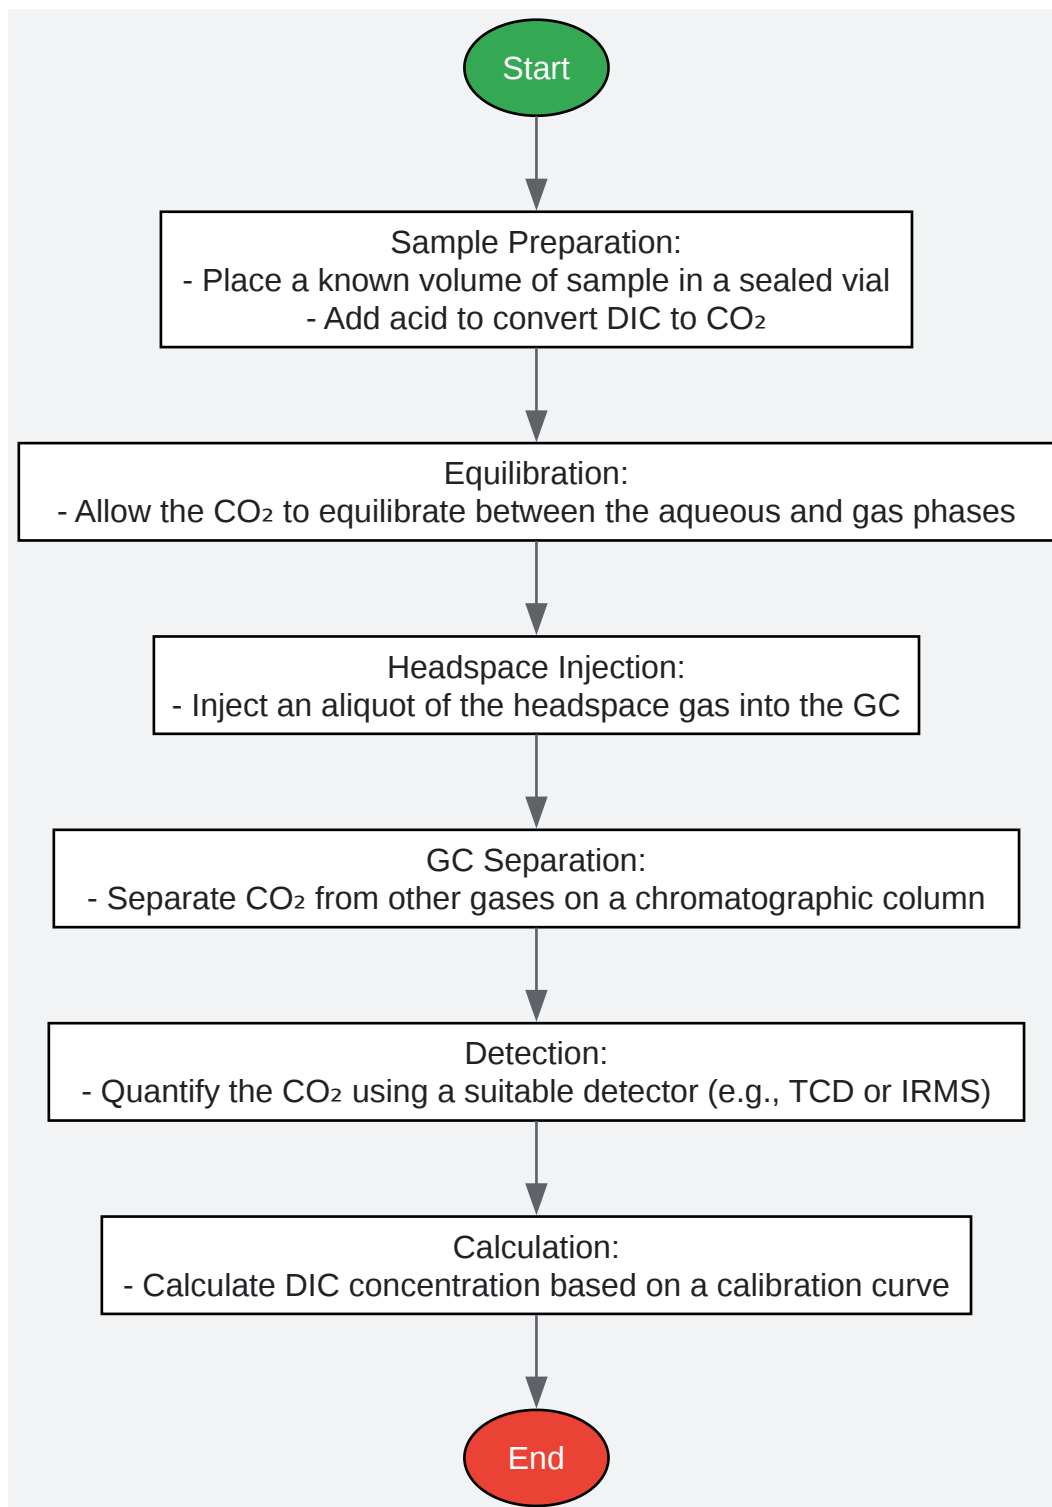 Start
Sample Preparation:
- Place a known volume of sample in a sealed vial
- Add acid to convert DIC to CO₂
Equilibration:
- Allow the CO₂ to equilibrate between the aqueous and gas phases
Headspace Injection:
- Inject an aliquot of the headspace gas into the GC
GC Separation:
- Separate CO₂ from other gases on a chromatographic column
Detection:
- Quantify the CO₂ using a suitable detector (e.g., TCD or IRMS)
Calculation:
- Calculate DIC concentration based on a calibration curve
End